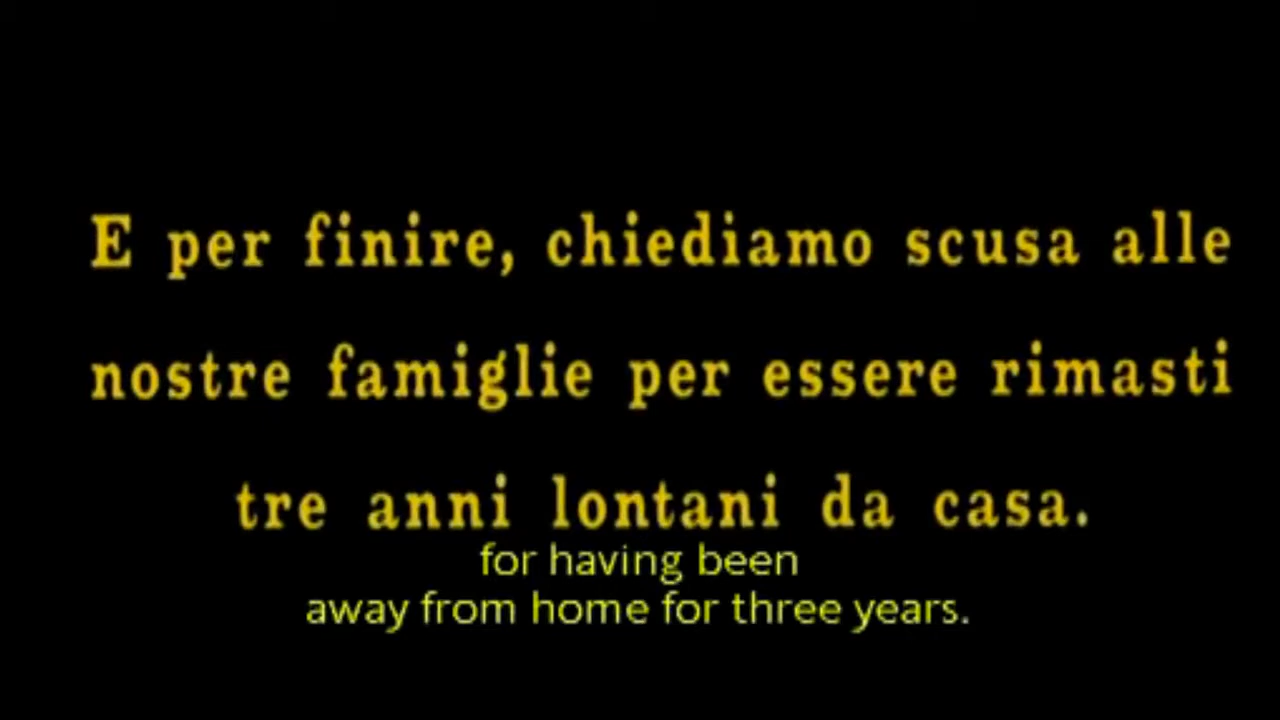 E per finire, chiediamo scusa alle
nostre famiglie per essere rimasti
tre anni lontani da casa.
for having been
away from home for three years.